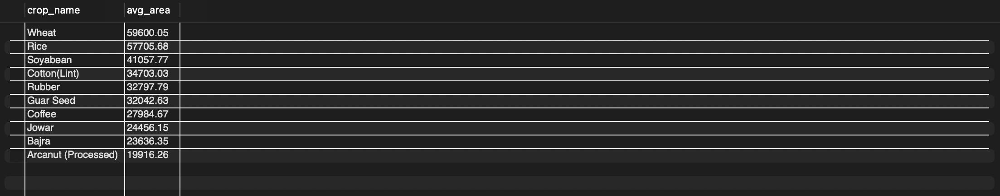 crop_name avg_area
Wheat 59600.05
Rice 57705.68
Soyabean 41057.77
Cotton(Lint) 34703.03
Rubber 32797.79
Guar Seed 32042.63
Coffee 27984.67
Jowar 24456.15
Bajra 23636.35
Arcanut (Processed) 19916.26